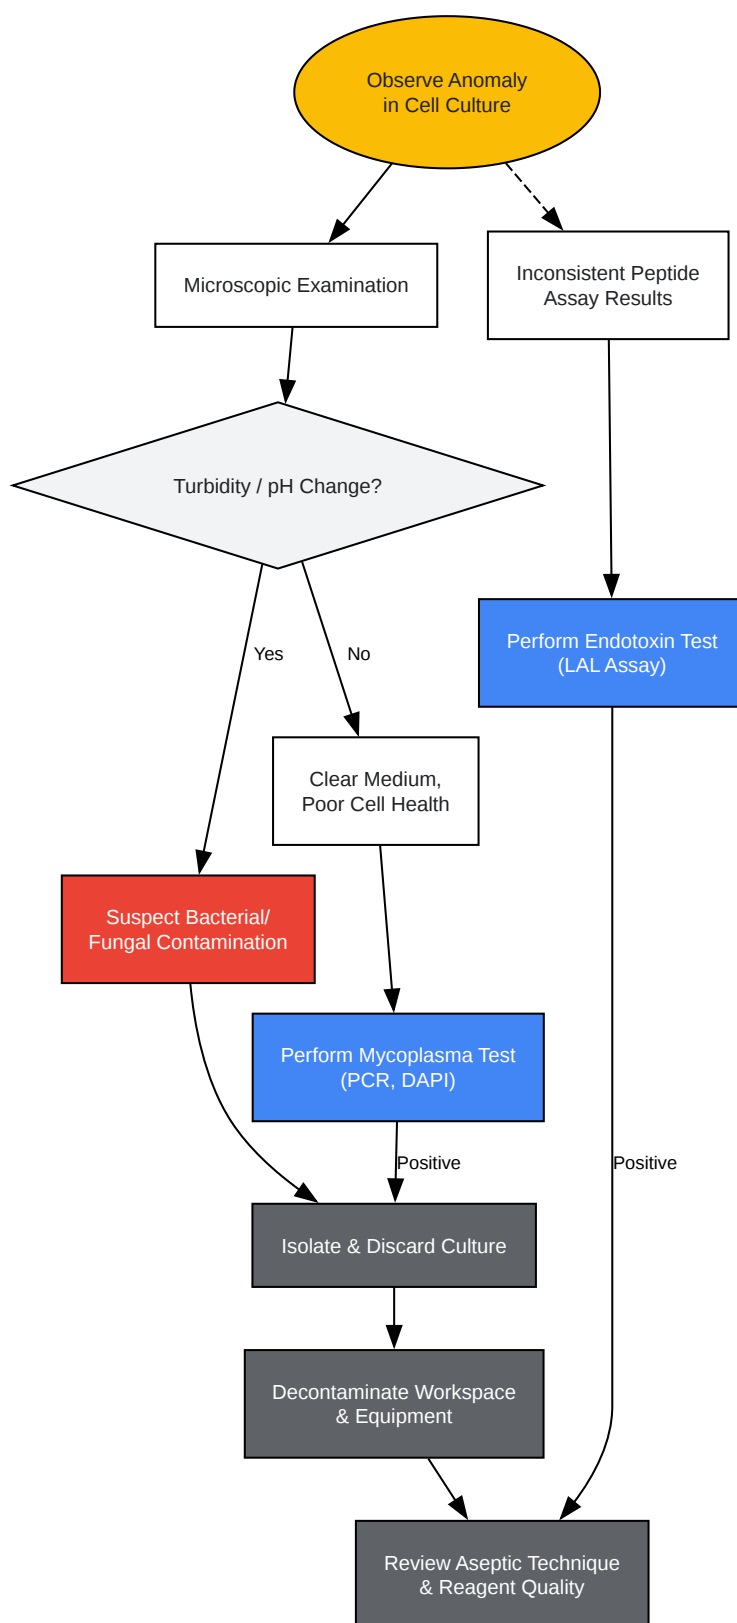 Observe Anomaly
in Cell Culture
Microscopic Examination
Inconsistent Peptide
Assay Results
Turbidity / pH Change?
Perform Endotoxin Test
(LAL Assay)
Yes
No
Clear Medium,
Poor Cell Health
Suspect Bacterial/
Fungal Contamination
Perform Mycoplasma Test
(PCR, DAPI)
Positive
Positive
Isolate & Discard Culture
Decontaminate Workspace
& Equipment
Review Aseptic Technique
& Reagent Quality